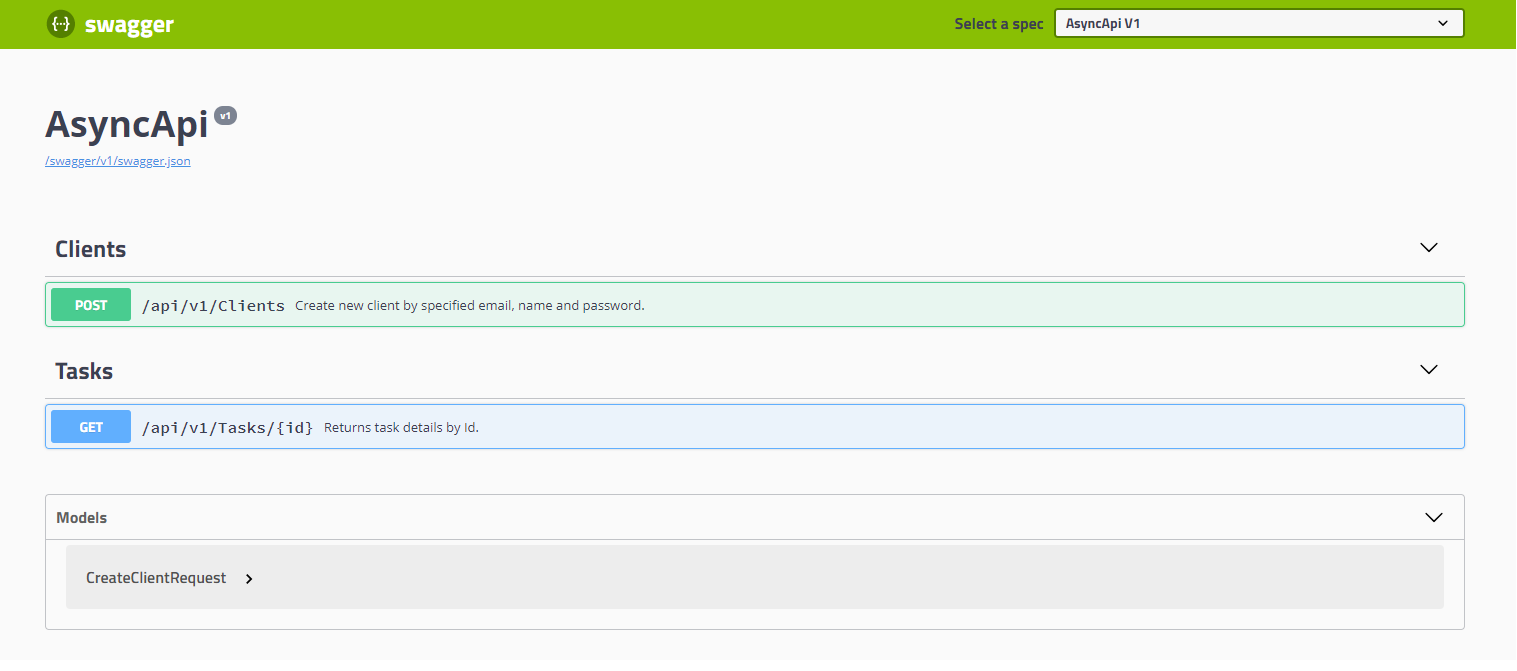 {···} swagger
Select a spec AsyncApi V1
AsyncApi v1
/swagger/v1/swagger.json
Clients
POST /api/v1/Clients Create new client by specified email, name and password.
Tasks
GET /api/v1/Tasks/{id} Returns task details by Id.
Models
CreateClientRequest